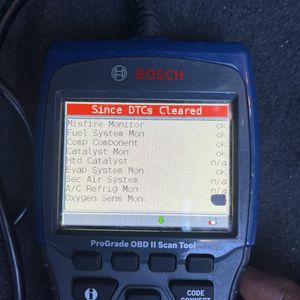 BOSCH
Since DTCs Cleared
Misfire Monitor ok
Fuel System Mon ok
Comp Component ok
Catalyst Mon ok
Htd Catalyst n/a
Evap System Mon ok
Sec Air System n/a
A/C Refrig Mon n/a
Oxygen Sens Mon
ProGrade OBD II Scan Tool
i
CODE
CONNECT